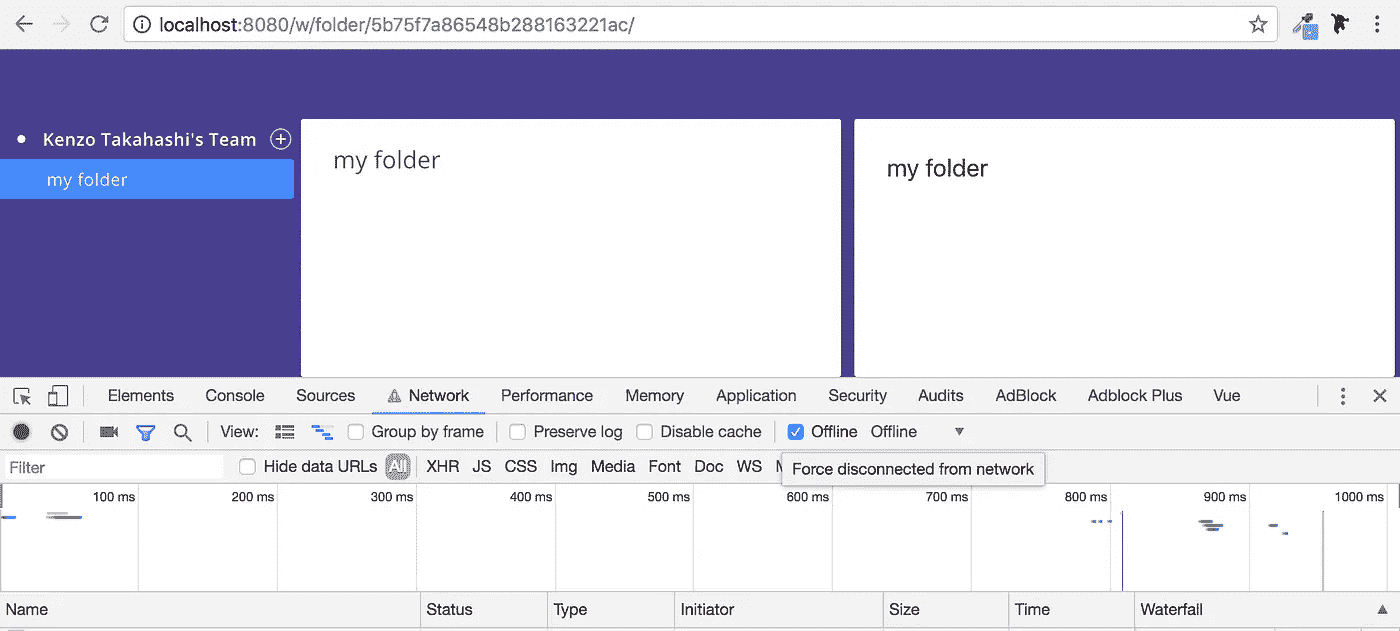 localhost:8080/w/folder/5b75f7a86548b288163221ac/
Kenzo Takahashi's Team
my folder
my folder
my folder
Elements Console Sources Network Performance Memory Application Security Audits AdBlock Adblock Plus Vue
View: Group by frame Preserve log Disable cache Offline Offline
Filter Hide data URLs All XHR JS CSS Img Media Font Doc WS
Force disconnected from network
100 ms 200 ms 300 ms 400 ms 500 ms 600 ms 700 ms 800 ms 900 ms 1000 ms
Name Status Type Initiator Size Time Waterfall